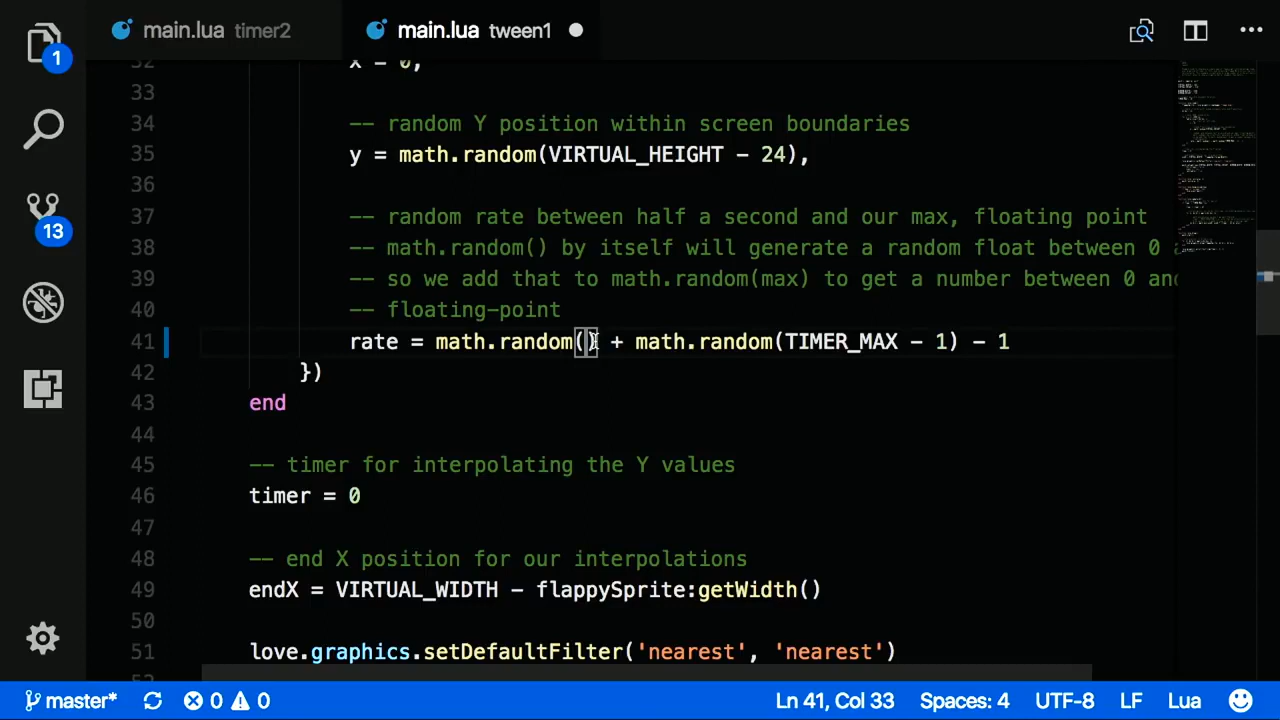 main.lua timer2
main.lua tween1
1
13
32 x = 0,
33
34 -- random Y position within screen boundaries
35 y = math.random(VIRTUAL_HEIGHT - 24),
36
37 -- random rate between half a second and our max, floating point
38 -- math.random() by itself will generate a random float between 0 a
39 -- so we add that to math.random(max) to get a number between 0 and
40 -- floating-point
41 rate = math.random() + math.random(TIMER_MAX - 1) - 1
42 })
43 end
44
45 -- timer for interpolating the Y values
46 timer = 0
47
48 -- end X position for our interpolations
49 endX = VIRTUAL_WIDTH - flappySprite:getWidth()
50
51 love.graphics.setDefaultFilter('nearest', 'nearest')
master* 0 0 Ln 41, Col 33 Spaces: 4 UTF-8 LF Lua